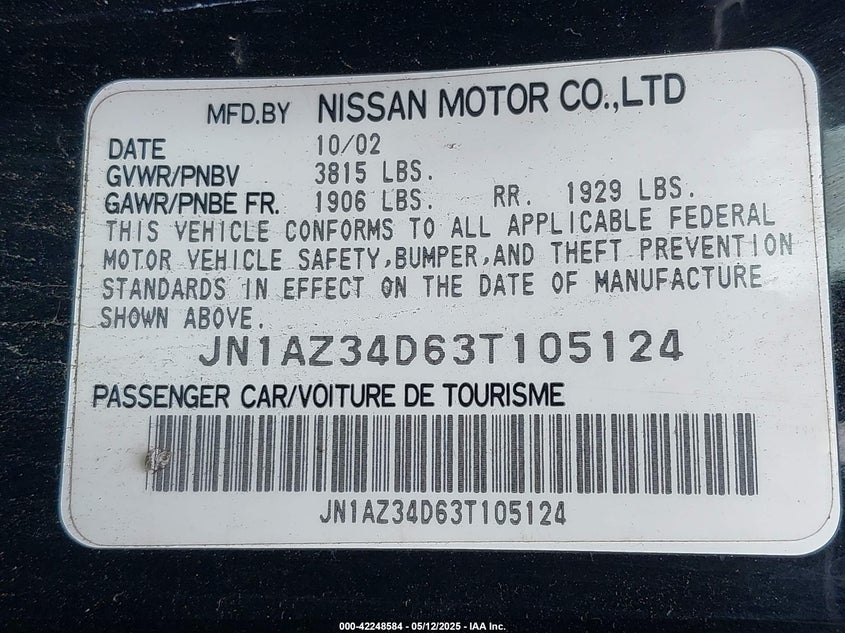 MFD.BY NISSAN MOTOR CO.,LTD
DATE 10/02
GVWR/PNBV 3815 LBS.
GAWR/PNBE FR. 1906 LBS. RR. 1929 LBS.
THIS VEHICLE CONFORMS TO ALL APPLICABLE FEDERAL
MOTOR VEHICLE SAFETY,BUMPER,AND THEFT PREVENTION
STANDARDS IN EFFECT ON THE DATE OF MANUFACTURE
SHOWN ABOVE.
JN1AZ34D63T105124
PASSENGER CAR/VOITURE DE TOURISME
JN1AZ34D63T105124
000-42248584 - 05/12/2025 - IAA Inc.